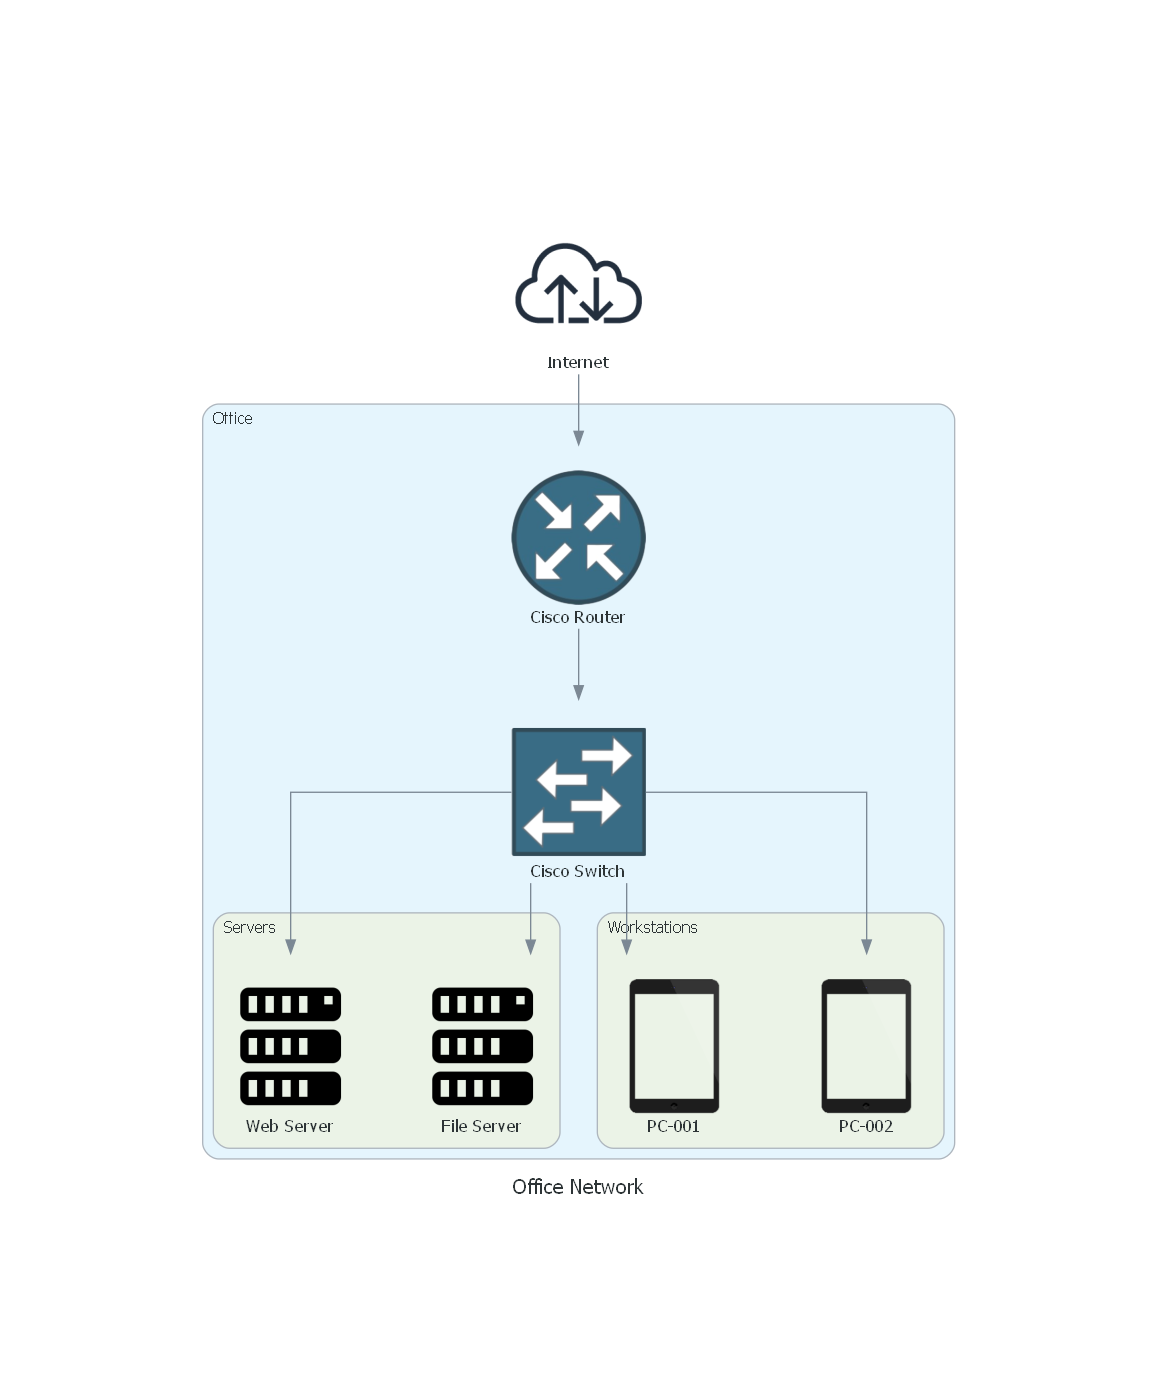 Internet
Office
Cisco Router
Cisco Switch
Servers
Workstations
Web Server
File Server
PC-001
PC-002
Office Network